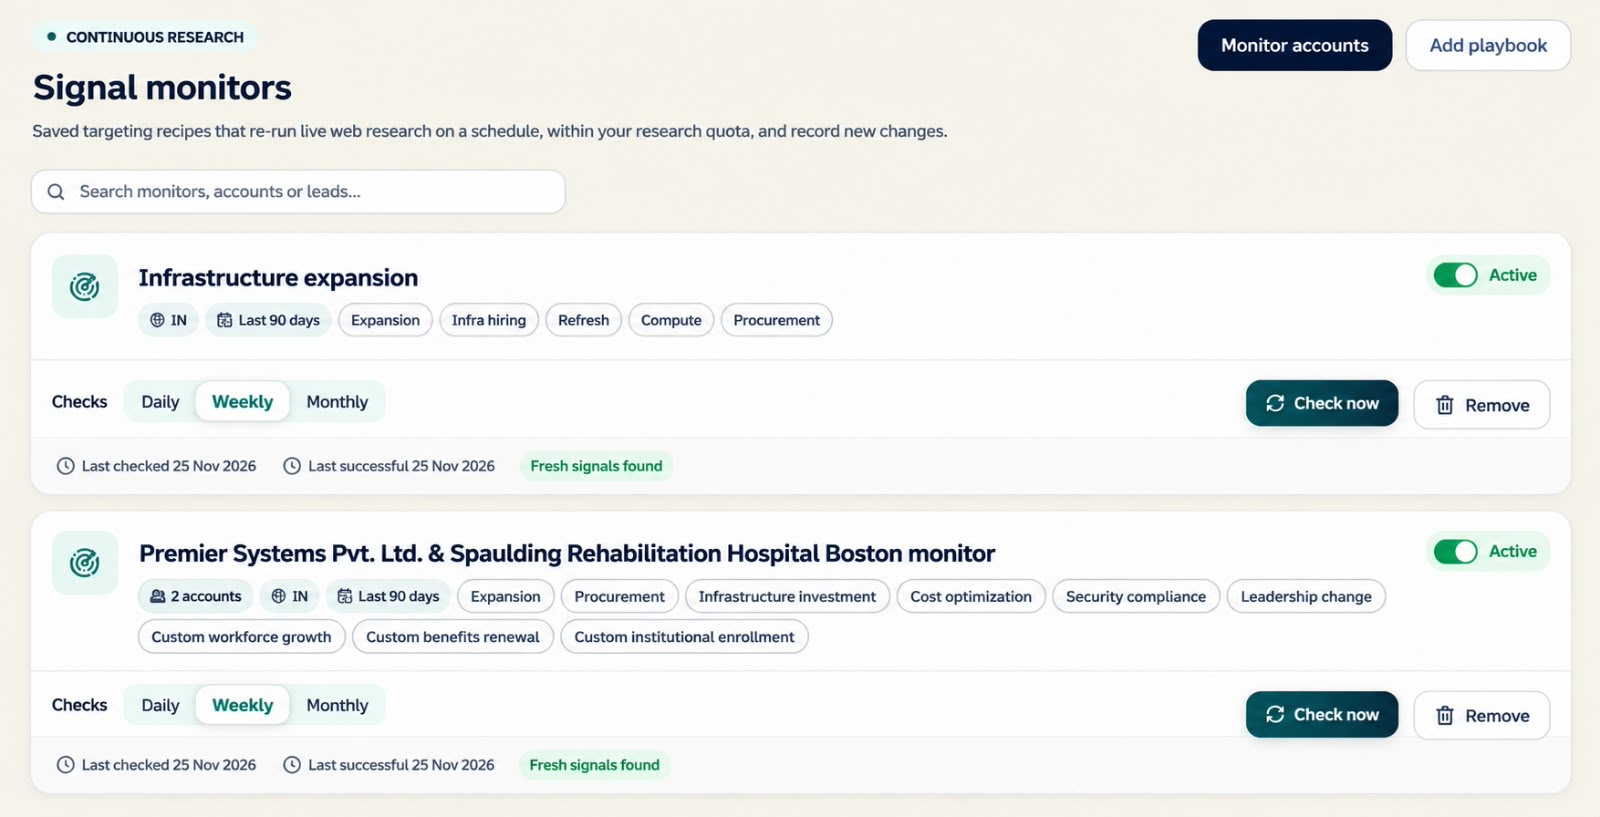 CONTINUOUS RESEARCH
Monitor accounts
Add playbook
Signal monitors
Saved targeting recipes that re-run live web research on a schedule, within your research quota, and record new changes.
Search monitors, accounts or leads...
Infrastructure expansion
Active
IN Last 90 days Expansion Infra hiring Refresh Compute Procurement
Checks Daily Weekly Monthly
Check now
Remove
Last checked 25 Nov 2026 Last successful 25 Nov 2026 Fresh signals found
Premier Systems Pvt. Ltd. & Spaulding Rehabilitation Hospital Boston monitor
Active
2 accounts IN Last 90 days Expansion Procurement Infrastructure investment Cost optimization Security compliance Leadership change
Custom workforce growth Custom benefits renewal Custom institutional enrollment
Checks Daily Weekly Monthly
Check now
Remove
Last checked 25 Nov 2026 Last successful 25 Nov 2026 Fresh signals found